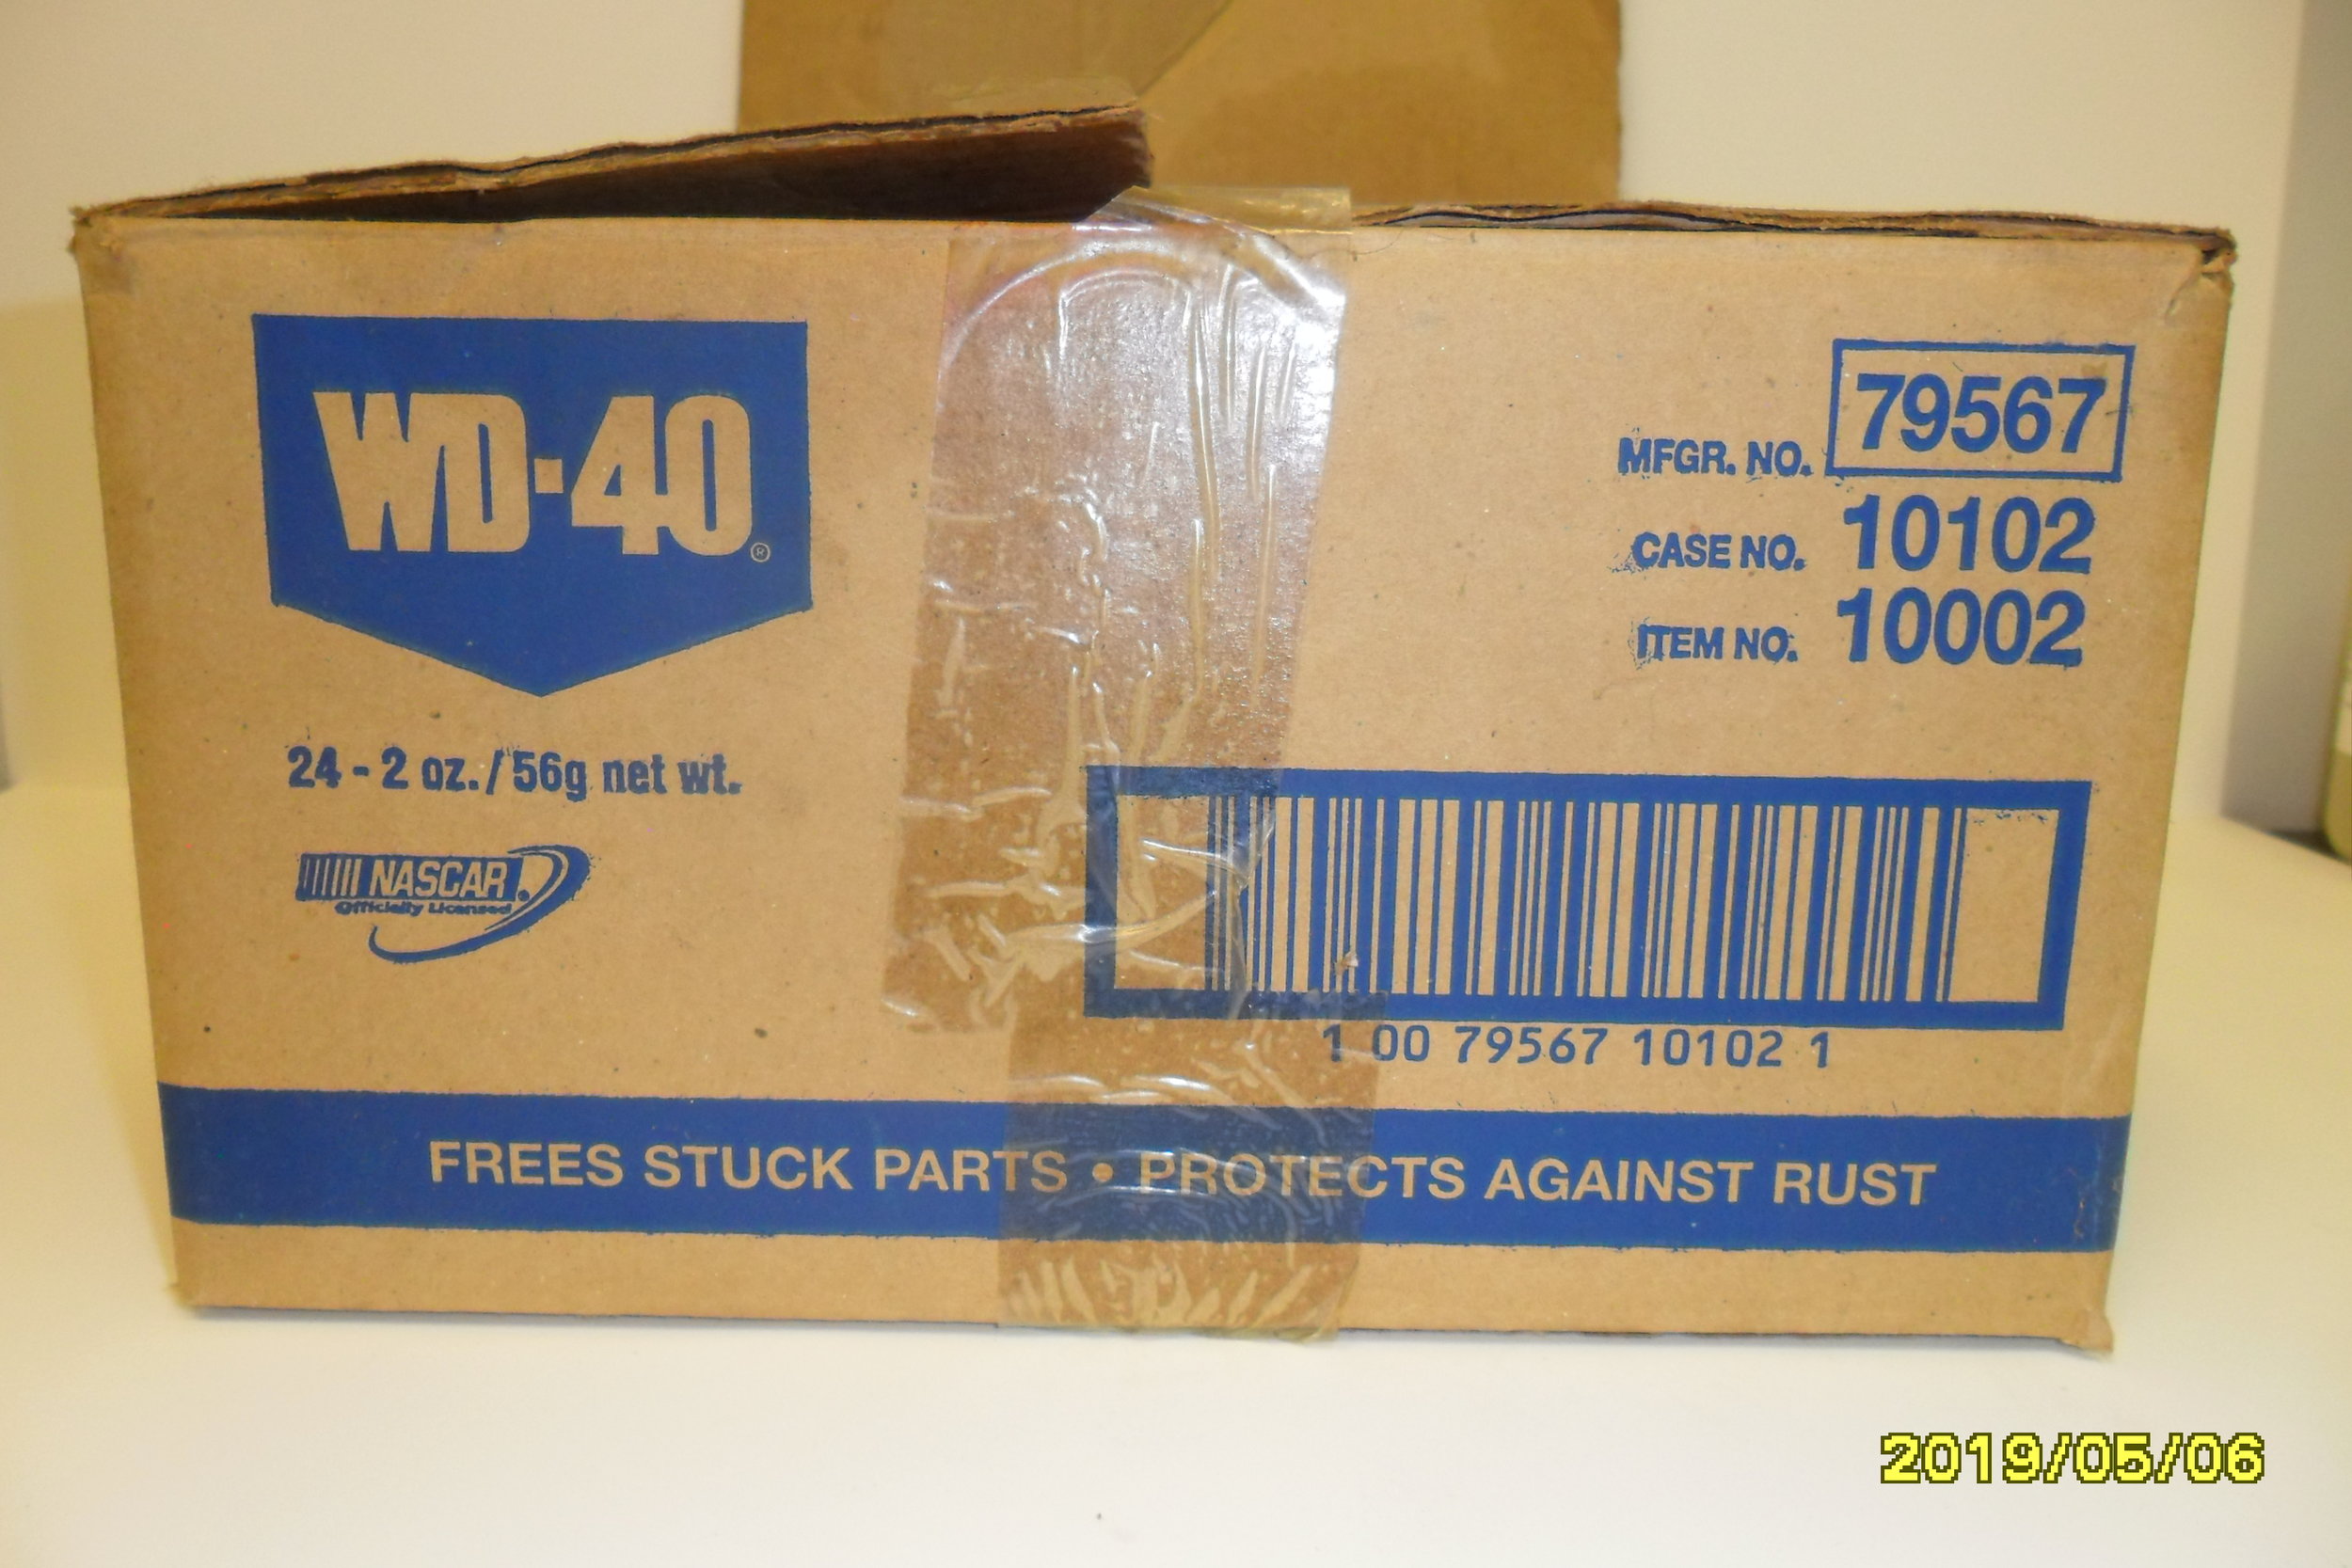 WD-40®
24 - 2 oz. / 56g net wt.
NASCAR.
Officially Licensed
MFGR. NO. 79567
CASE NO. 10102
ITEM NO. 10002
1 00 79567 10102 1
FREES STUCK PARTS • PROTECTS AGAINST RUST
2019/05/06